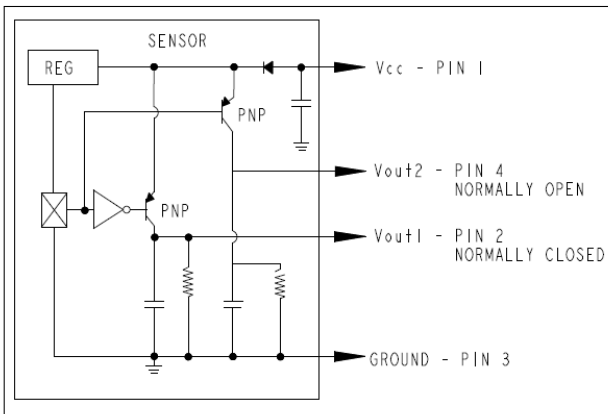 SENSOR
REG
Vcc - PIN 1
PNP
Vout2 - PIN 4
NORMALLY OPEN
PNP
Vout1 - PIN 2
NORMALLY CLOSED
GROUND - PIN 3